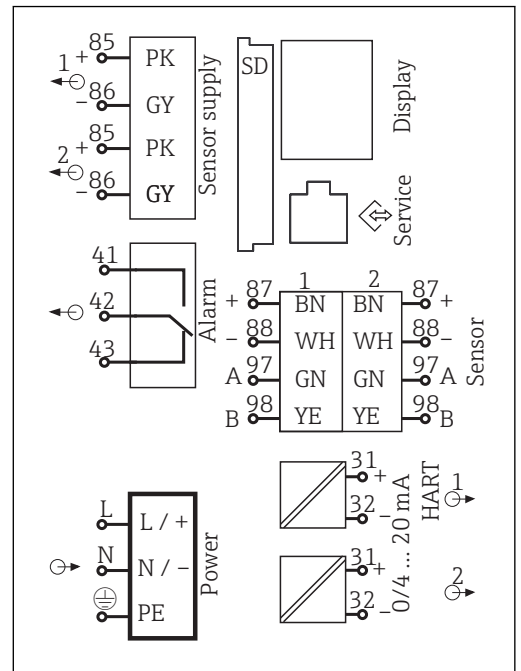 85
1 + PK
86
- GY
85
2 + PK
86
- GY
Sensor supply
SD
Display
Service
41
42
43
Alarm
1 2
+ 87 BN BN 87 +
- 88 WH WH 88 -
A 97 GN GN 97 A
B 98 YE YE 98 B
Sensor
L L / +
N N / -
PE
Power
31 +
32 -
31 +
32 -
0/4 ... 20 mA
HART
1
2